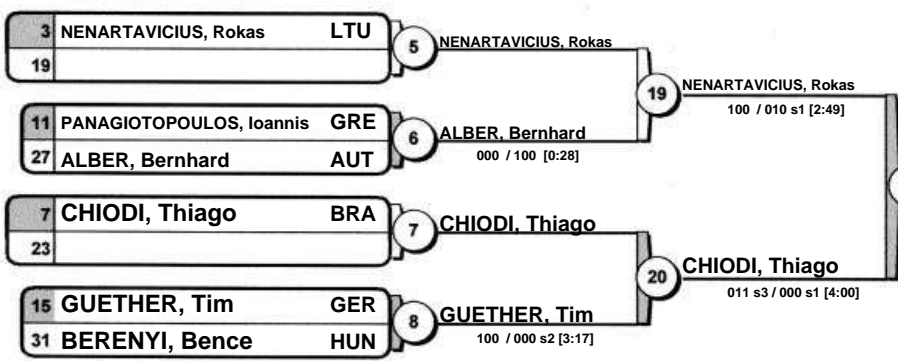 3 NENARTAVICIUS, Rokas LTU
19
5
NENARTAVICIUS, Rokas
11 PANAGIOTOPOULOS, Ioannis GRE
27 ALBER, Bernhard AUT
6
ALBER, Bernhard
000 / 100 [0:28]
19
NENARTAVICIUS, Rokas
100 / 010 s1 [2:49]
7 CHIODI, Thiago BRA
23
7
CHIODI, Thiago
15 GUETHER, Tim GER
31 BERENYI, Bence HUN
8
GUETHER, Tim
100 / 000 s2 [3:17]
20
CHIODI, Thiago
011 s3 / 000 s1 [4:00]